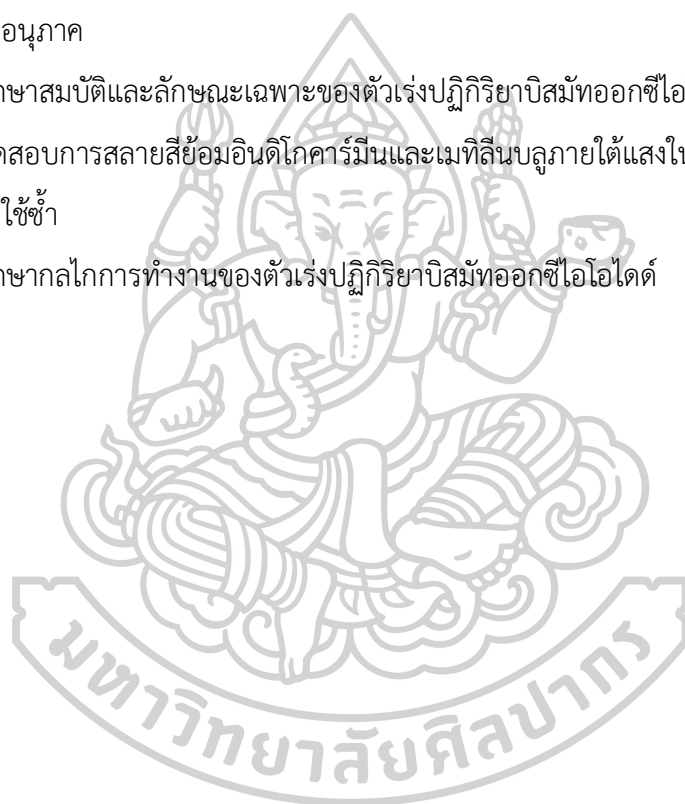 อนุภาค
ษาสมบัติและลักษณะเฉพาะของตัวเร่งปฏิกิริยาบิสมัทออกซีไอ
สอบการสลายสีย้อมอินดิโกคาร์มีนและเมทิลีนบลูภายใต้แสงใน
ใช้ซ้ำ
ษากลไกการทำงานของตัวเร่งปฏิกิริยาบิสมัทออกซีไอโอไดด์
มหาวิทยาลัยศิลปากร